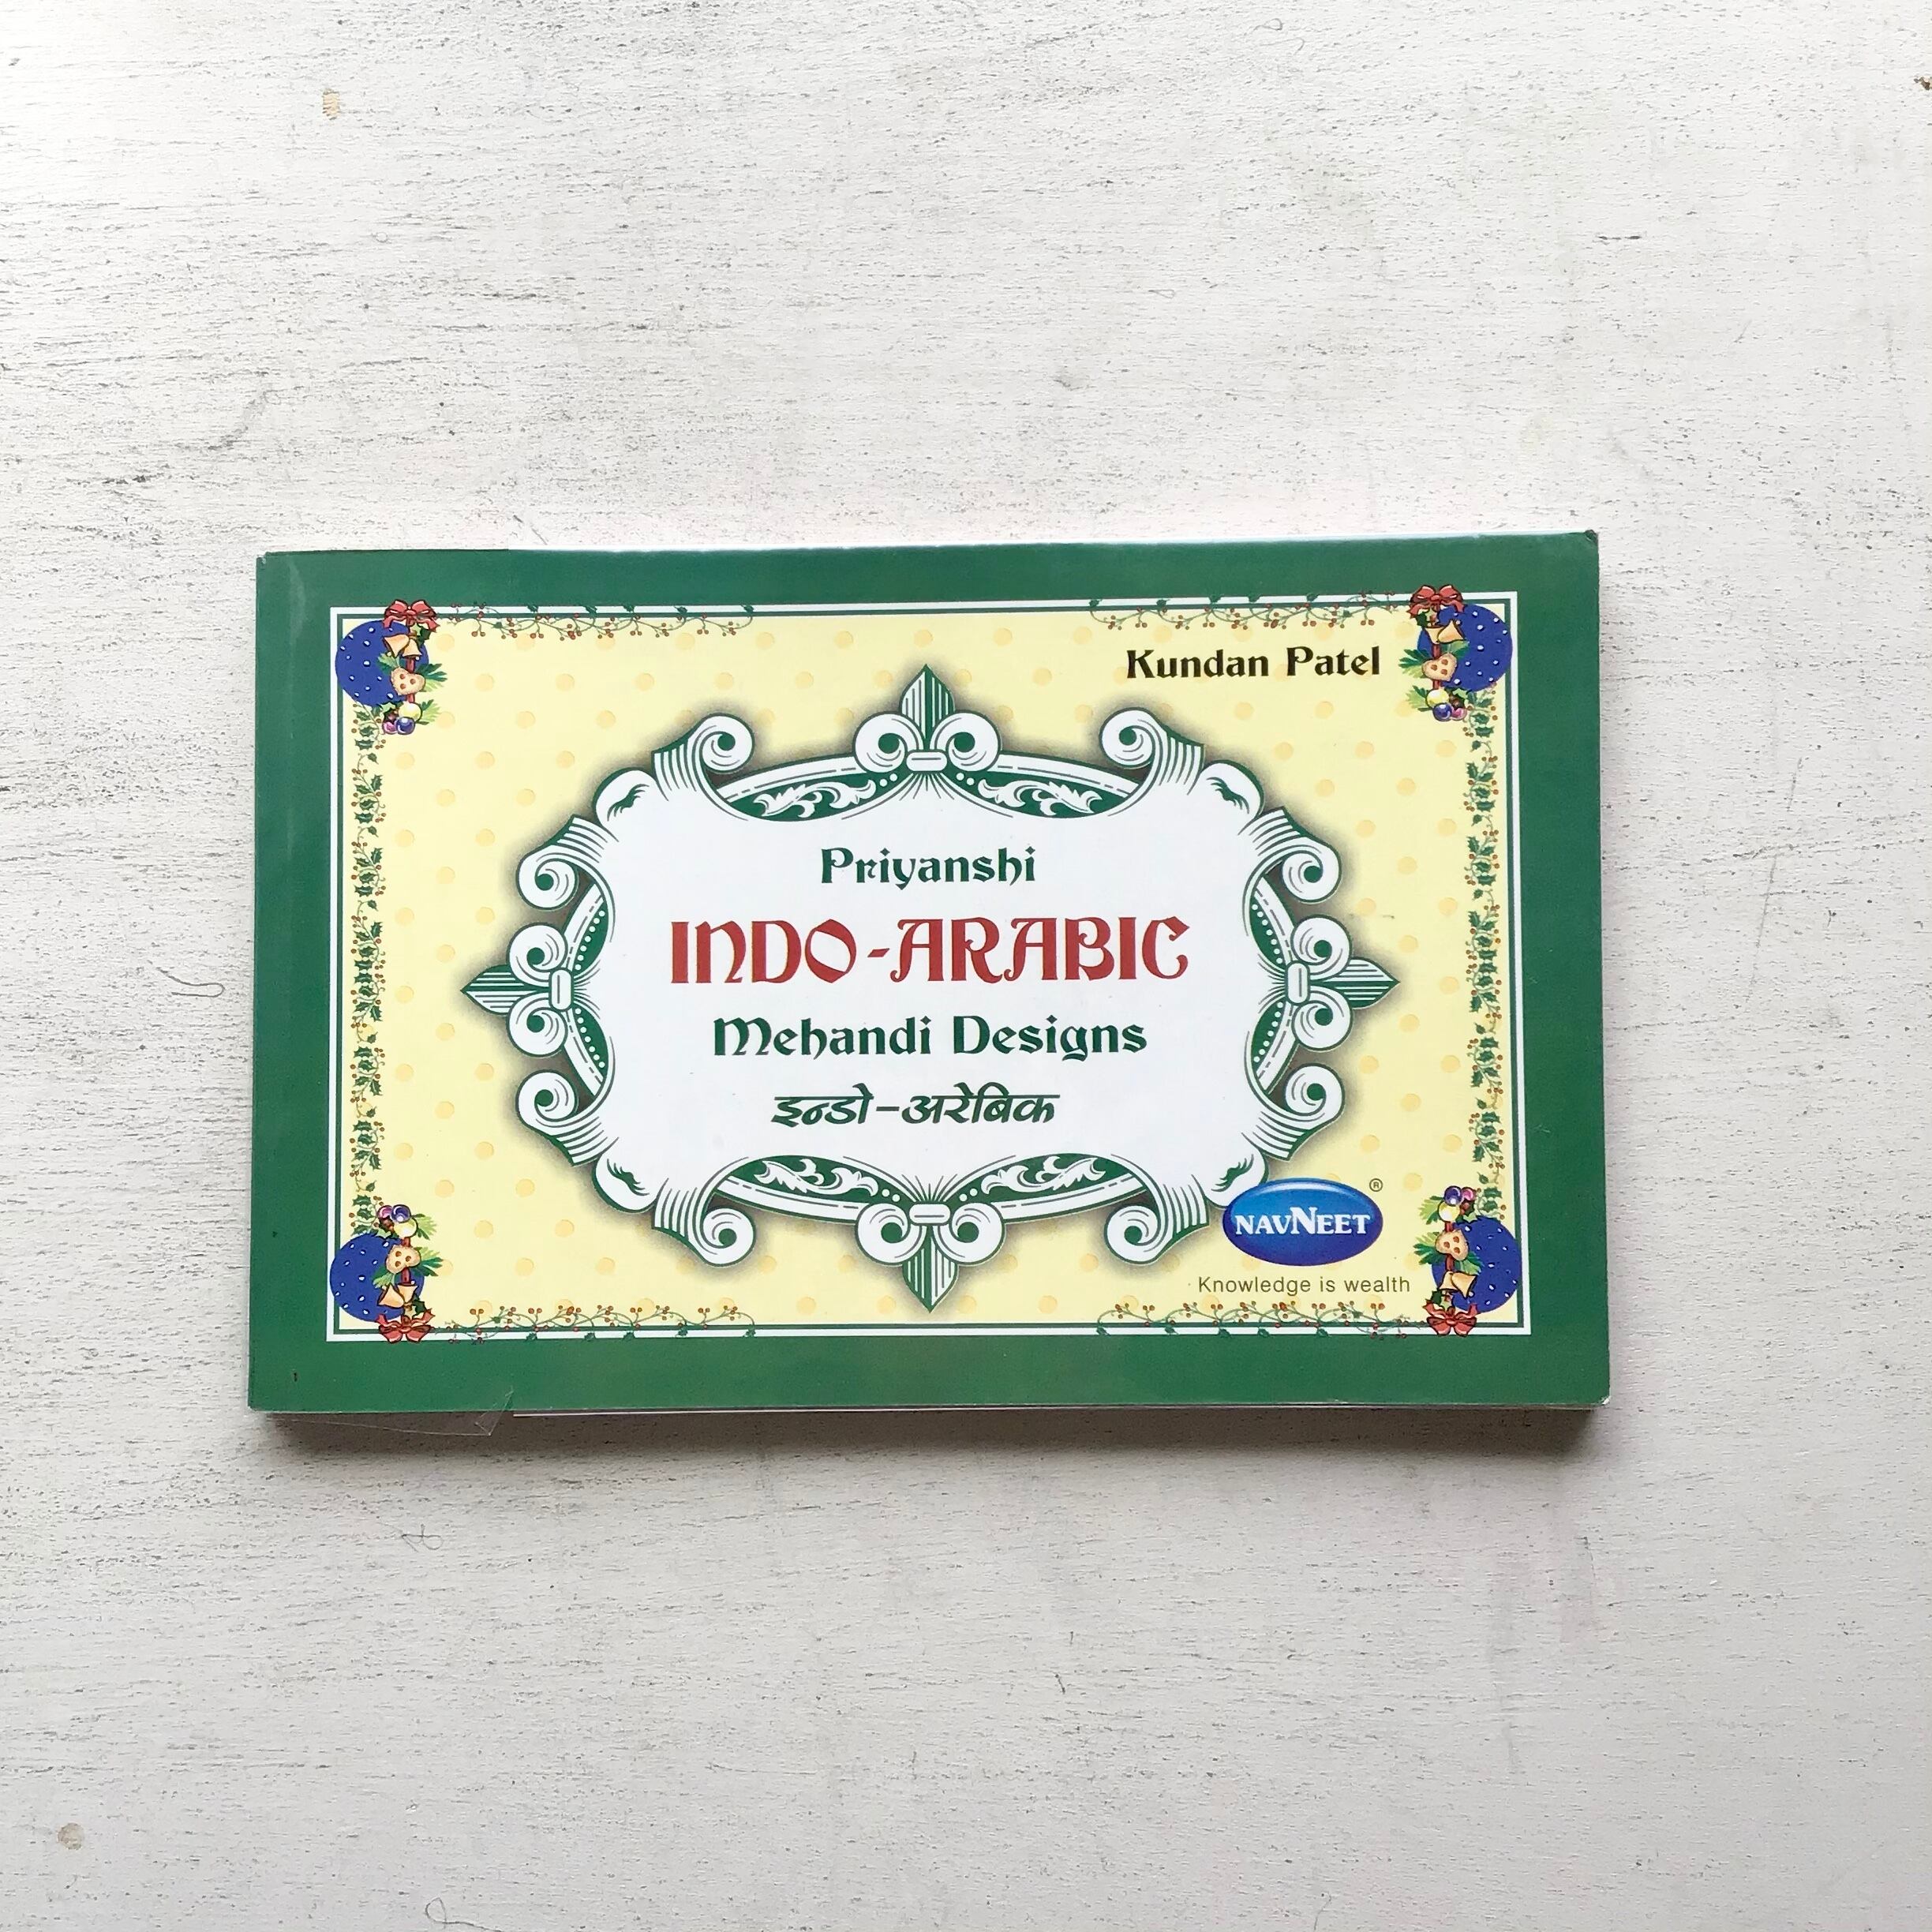 Kundan Patel
Priyanshi
INDO-ARABIC
Mehandi Designs
इन्डो-अरेबिक
NAVNEET ®
Knowledge is wealth